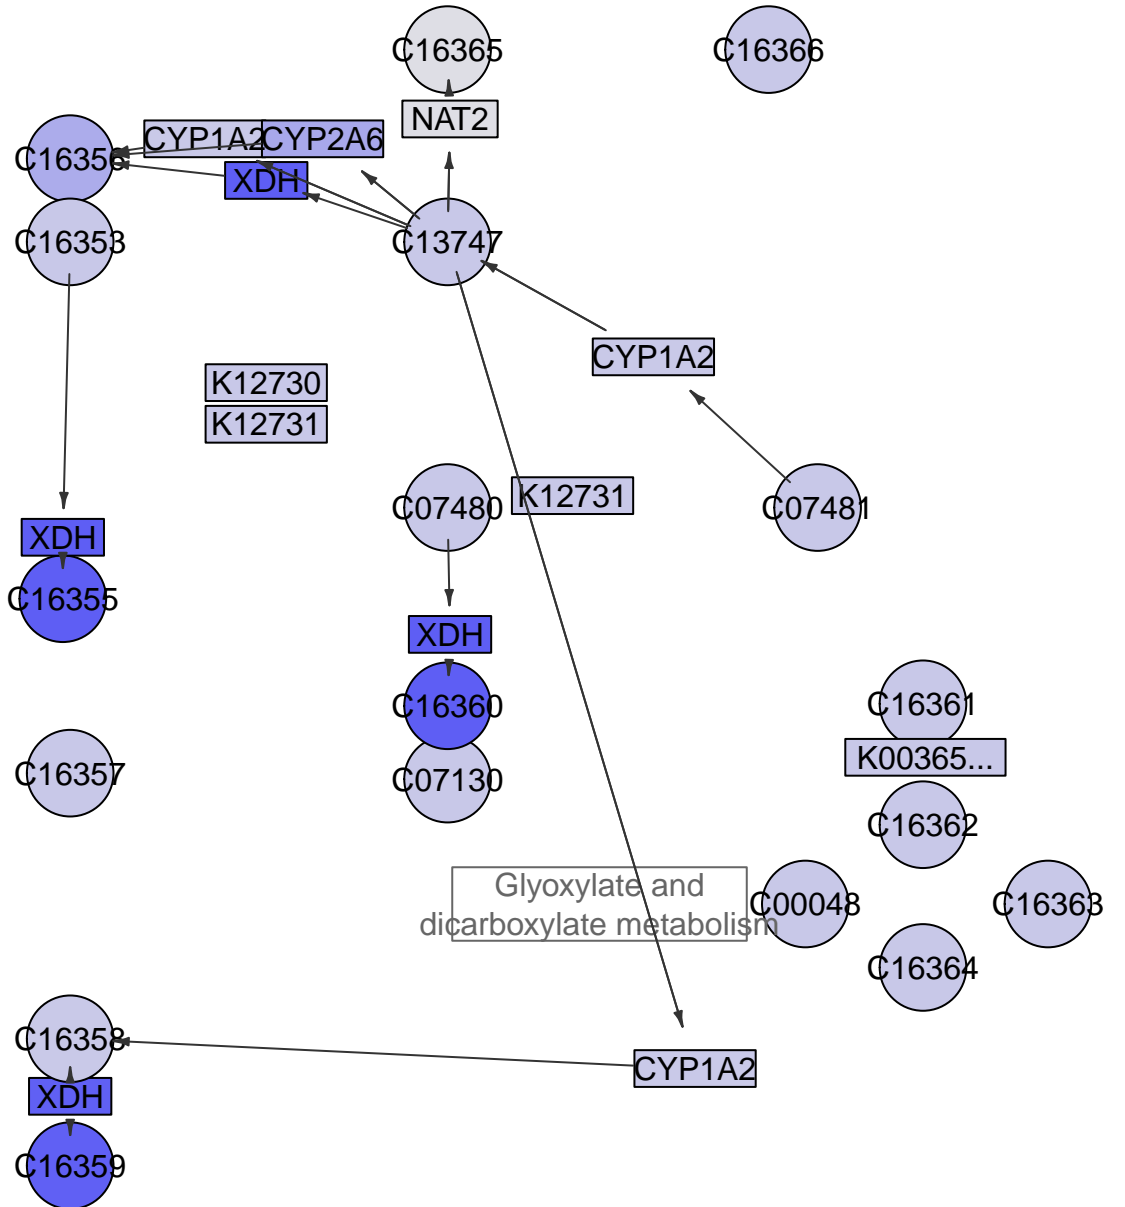 C16365
C16366
NAT2
CYP1A2
CYP2A6
C16356
XDH
C16353
C13747
CYP1A2
K12730
K12731
K12731
C07480
C07481
XDH
C16355
XDH
C16360
C16361
K00365...
C16357
C07130
C16362
Glyoxylate and
dicarboxylate metabolism
C00048
C16363
C16364
C16358
CYP1A2
XDH
C16359